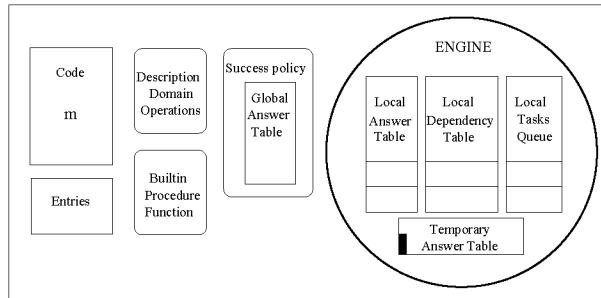 Code
m
Entries
Description
Domain
Operations
Builtin
Procedure
Function
Success policy
Global
Answer
Table
ENGINE
Local
Answer
Table
Local
Dependency
Table
Local
Tasks
Queue
Temporary
Answer Table